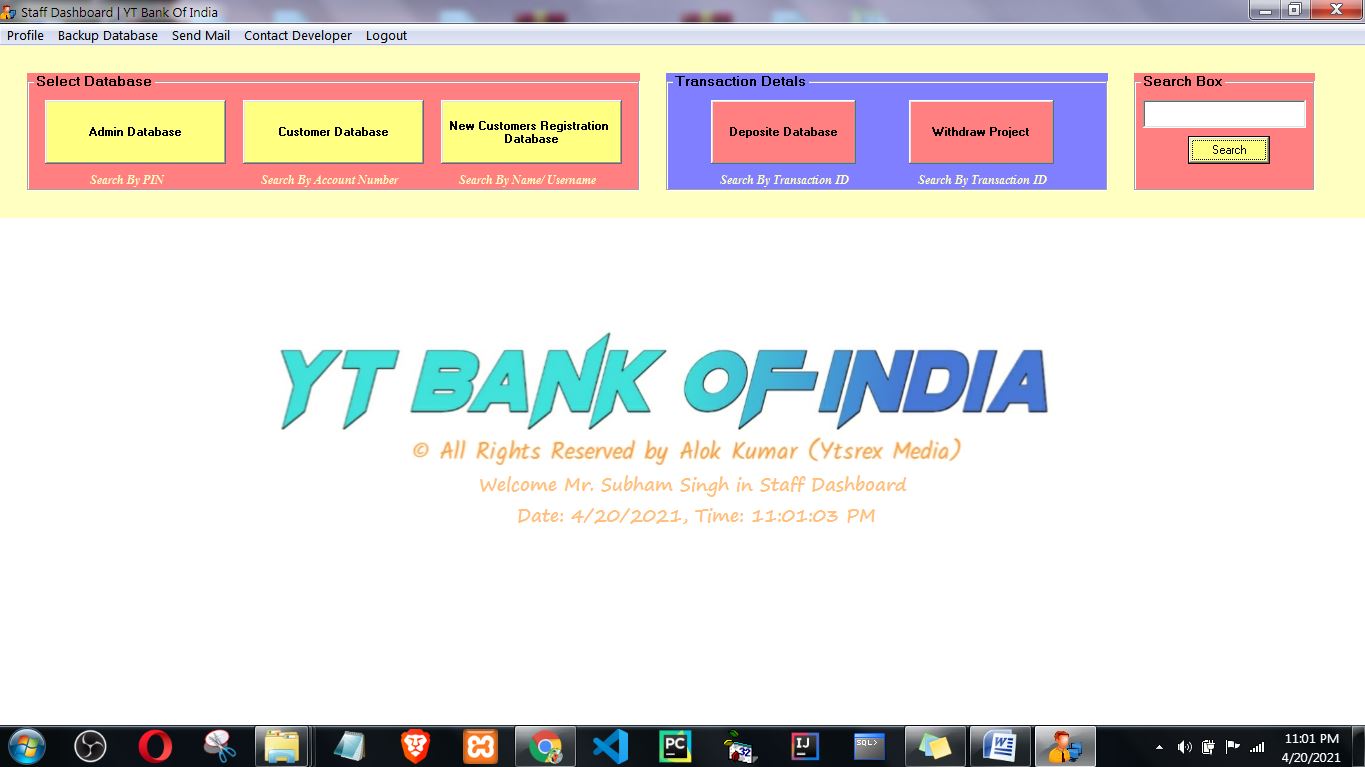 Staff Dashboard | YT Bank Of India
Profile Backup Database Send Mail Contact Developer Logout
Select Database
Admin Database
Customer Database
New Customers Registration
Database
Search By PIN
Search By Account Number
Search By Name/ Username
Transaction Detals
Deposite Database
Withdraw Project
Search By Transaction ID
Search By Transaction ID
Search Box
Search
YT BANK OF INDIA
© All Rights Reserved by Alok Kumar (Ytsrex Media)
Welcome Mr. Subham Singh in Staff Dashboard
Date: 4/20/2021, Time: 11:01:03 PM
PC
32
IJ
SQL>
W
11:01 PM
4/20/2021